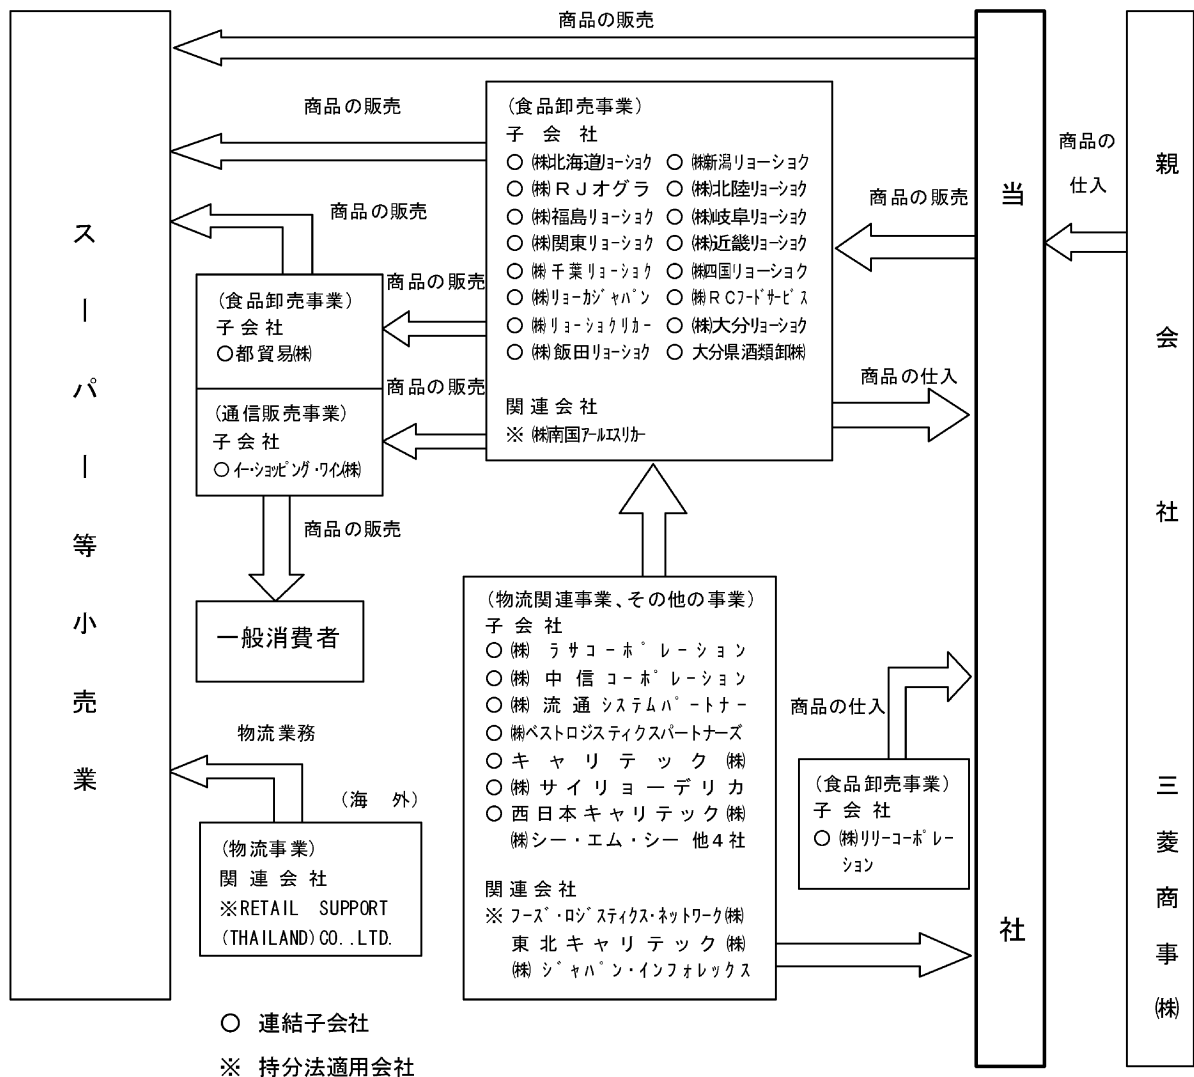 商品の販売
スーパー等小売業
商品の販売
商品の販売
(食品卸売事業)
子会社
○ ㈱北海道リョーショク ○ ㈱新潟リョーショク
○ ㈱RJオグラ ○ ㈱北陸リョーショク
○ ㈱福島リョーショク ○ ㈱岐阜リョーショク
○ ㈱関東リョーショク ○ ㈱近畿リョーショク
○ ㈱千葉リョーショク ○ ㈱四国リョーショク
○ ㈱リョーカジャパン ○ ㈱RCフードサービス
○ ㈱リョーショクリカー ○ ㈱大分リョーショク
○ ㈱飯田リョーショク ○ 大分県酒類卸㈱
関連会社
※ ㈱南国アールエスリカー
商品の販売
当社
商品の
仕入
親会社 三菱商事㈱
(食品卸売事業)
子会社
○都貿易㈱
商品の販売
(通信販売事業)
子会社
○イー・ショッピング・ワイン㈱
商品の販売
商品の仕入
商品の販売
一般消費者
(物流関連事業、その他の事業)
子会社
○ ㈱ ラサコーポレーション
○ ㈱ 中信コーポレーション
○ ㈱ 流通システムパートナー
○ ㈱ベストロジスティクスパートナーズ
○ キャリテック ㈱
○ ㈱サイリョーデリカ
○ 西日本キャリテック㈱
㈱シー・エム・シー 他4社
関連会社
※ フーズ・ロジスティクス・ネットワーク㈱
東北キャリテック㈱
㈱ジャパン・インフォレックス
商品の仕入
(食品卸売事業)
子会社
○ ㈱リリーコーポレー
ション
物流業務
(海 外)
(物流事業)
関連会社
※RETAIL SUPPORT
(THAILAND)CO..LTD.
○ 連結子会社
※ 持分法適用会社